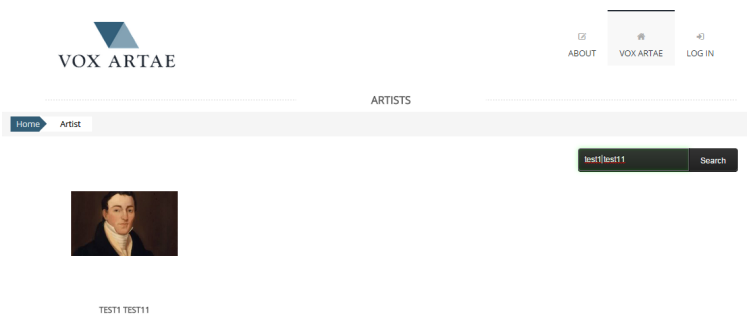 VOX ARTAE
ABOUT
VOX ARTAE
LOG IN
ARTISTS
Home
Artist
test1 test11
Search
TEST1 TEST11